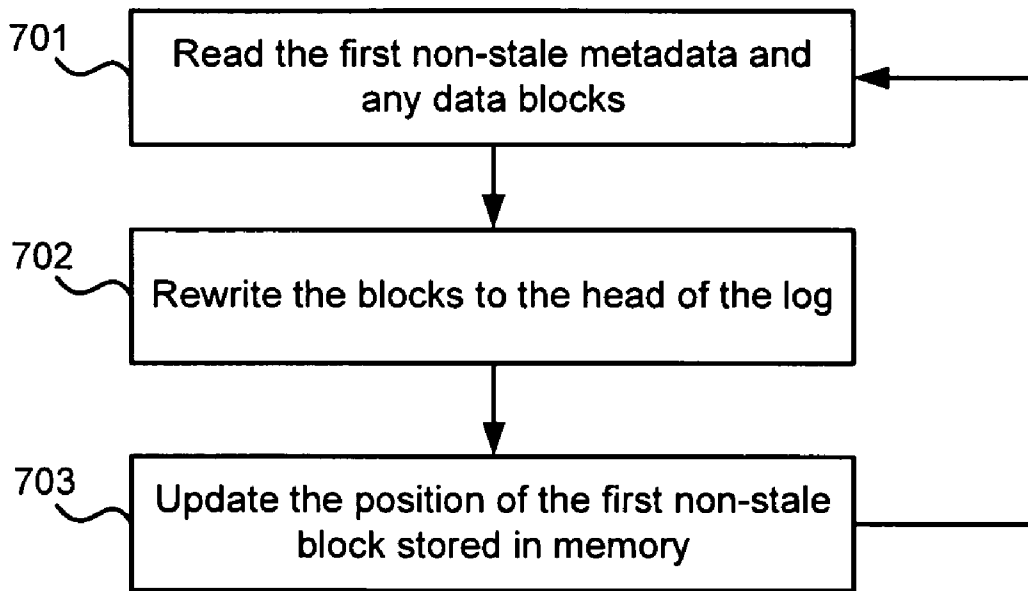 701
Read the first non-stale metadata and
any data blocks
702
Rewrite the blocks to the head of the log
703
Update the position of the first non-stale
block stored in memory